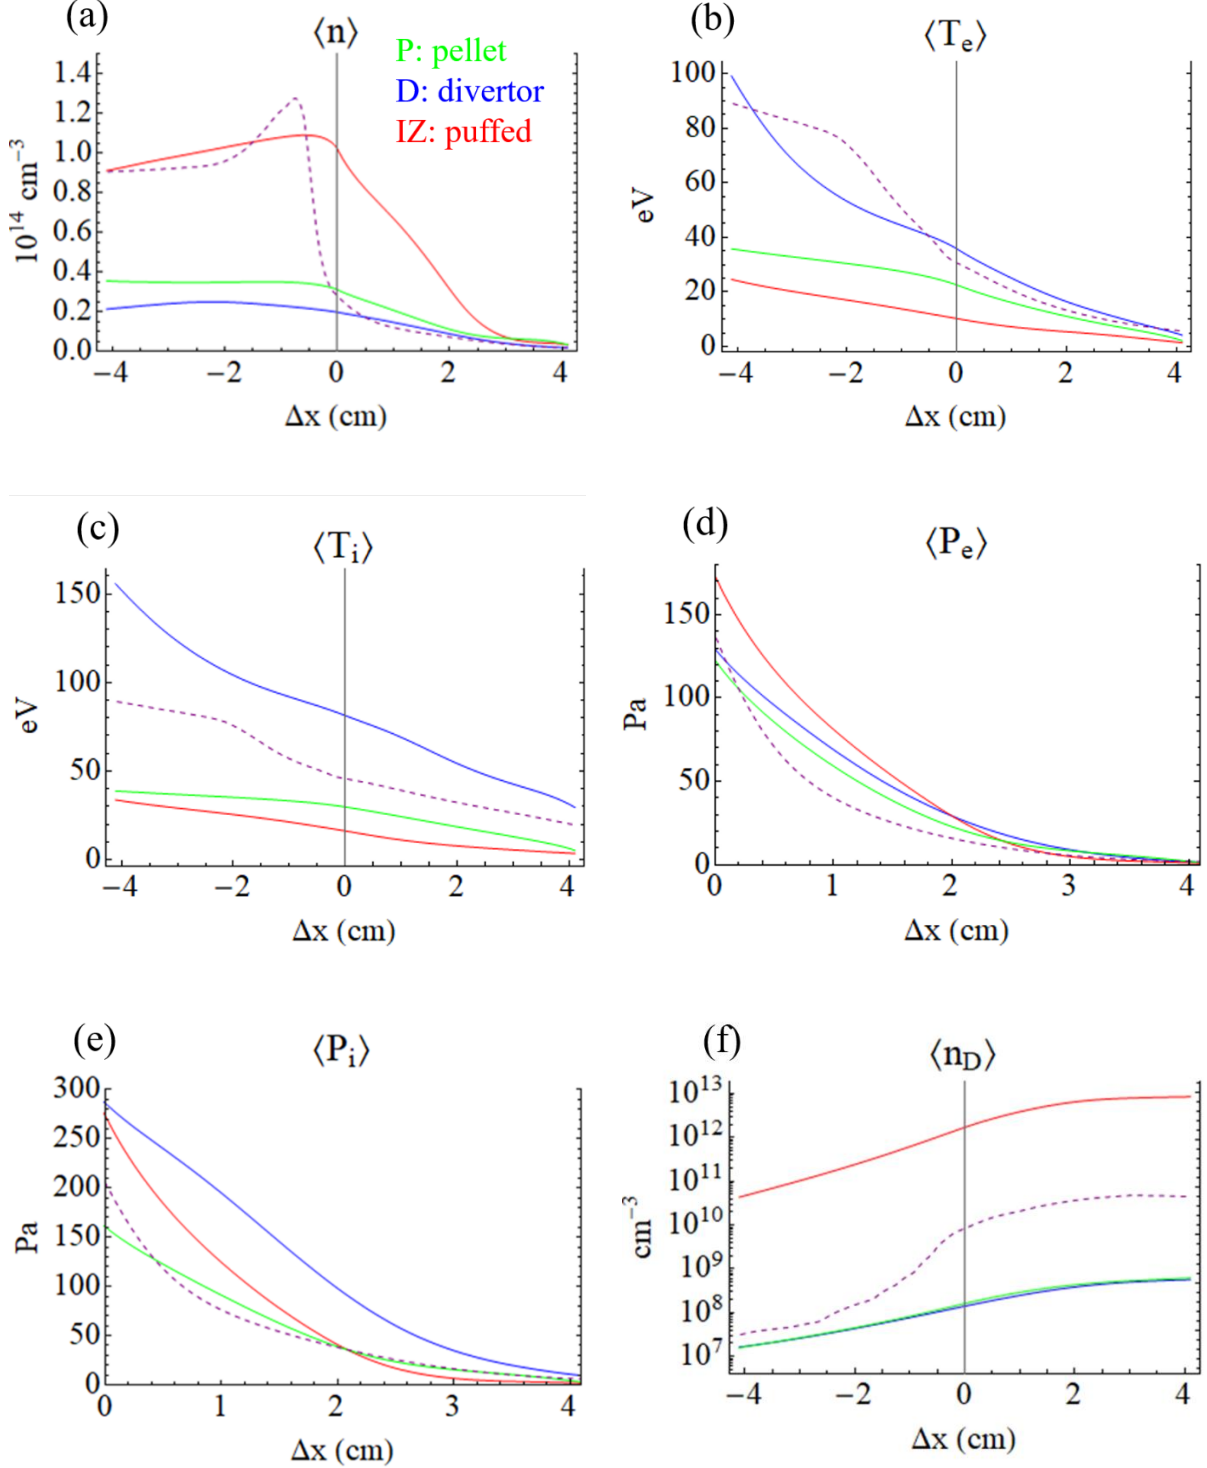 (a)
⟨n⟩
P: pellet
D: divertor
IZ: puffed
10¹⁴ cm⁻³
1.4
1.2
1.0
0.8
0.6
0.4
0.2
0.0
−4 −2 0 2 4
Δx (cm)
(b)
⟨Tₑ⟩
eV
100
80
60
40
20
0
−4 −2 0 2 4
Δx (cm)
(c)
⟨Tᵢ⟩
eV
150
100
50
0
−4 −2 0 2 4
Δx (cm)
(d)
⟨Pₑ⟩
Pa
150
100
50
0
0 1 2 3 4
Δx (cm)
(e)
⟨Pᵢ⟩
Pa
300
250
200
150
100
50
0
0 1 2 3 4
Δx (cm)
(f)
⟨n_D⟩
cm⁻³
10¹³
10¹²
10¹¹
10¹⁰
10⁹
10⁸
10⁷
−4 −2 0 2 4
Δx (cm)